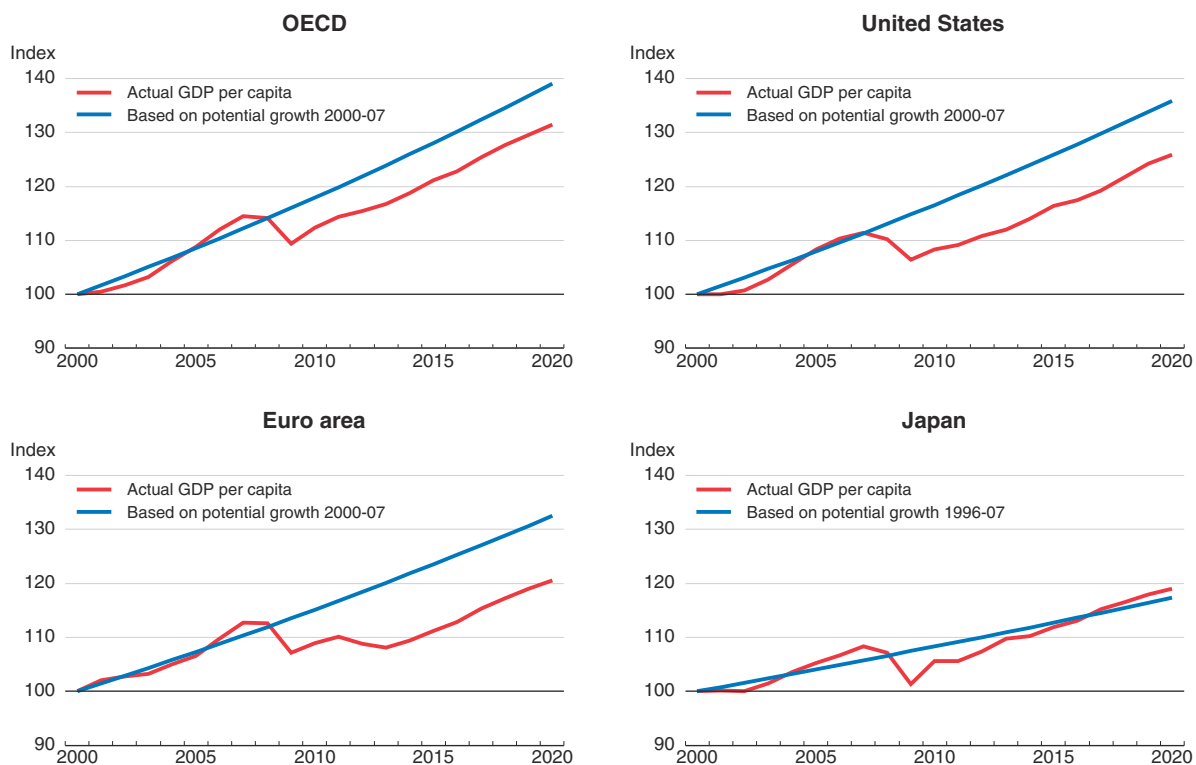 OECD
Index
140
130
120
110
100
90
Actual GDP per capita
Based on potential growth 2000-07
2000 2005 2010 2015 2020
United States
Index
140
130
120
110
100
90
Actual GDP per capita
Based on potential growth 2000-07
2000 2005 2010 2015 2020
Euro area
Index
140
130
120
110
100
90
Actual GDP per capita
Based on potential growth 2000-07
2000 2005 2010 2015 2020
Japan
Index
140
130
120
110
100
90
Actual GDP per capita
Based on potential growth 1996-07
2000 2005 2010 2015 2020